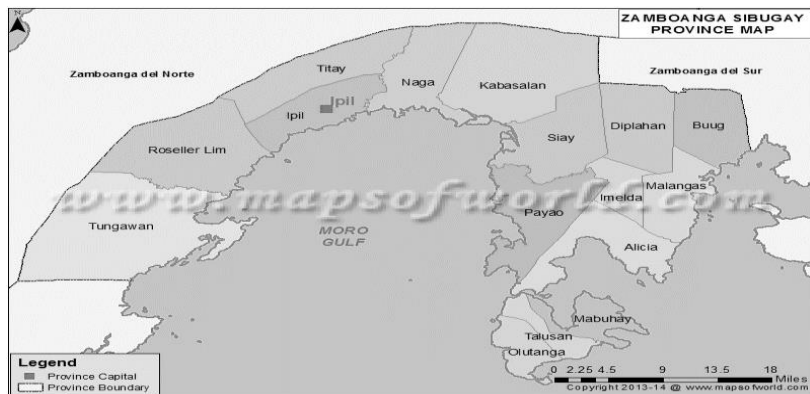 N
ZAMBOANGA SIBUGAY
PROVINCE MAP
Zamboanga del Norte
Titay
Naga
Kabasalan
Zamboanga del Sur
Ipil
Ipil
Roseller Lim
Siay
Diplahan
Buug
www.mapsofworld.com
Tungawan
Payao
Imelda
Malangas
MORO
GULF
Alicia
Mabuhay
Talusan
Olutanga
Legend
Province Capital
Province Boundary
0 2.25 4.5 9 13.5 18
Miles
Copyright 2013-14 @ www.mapsofworld.com